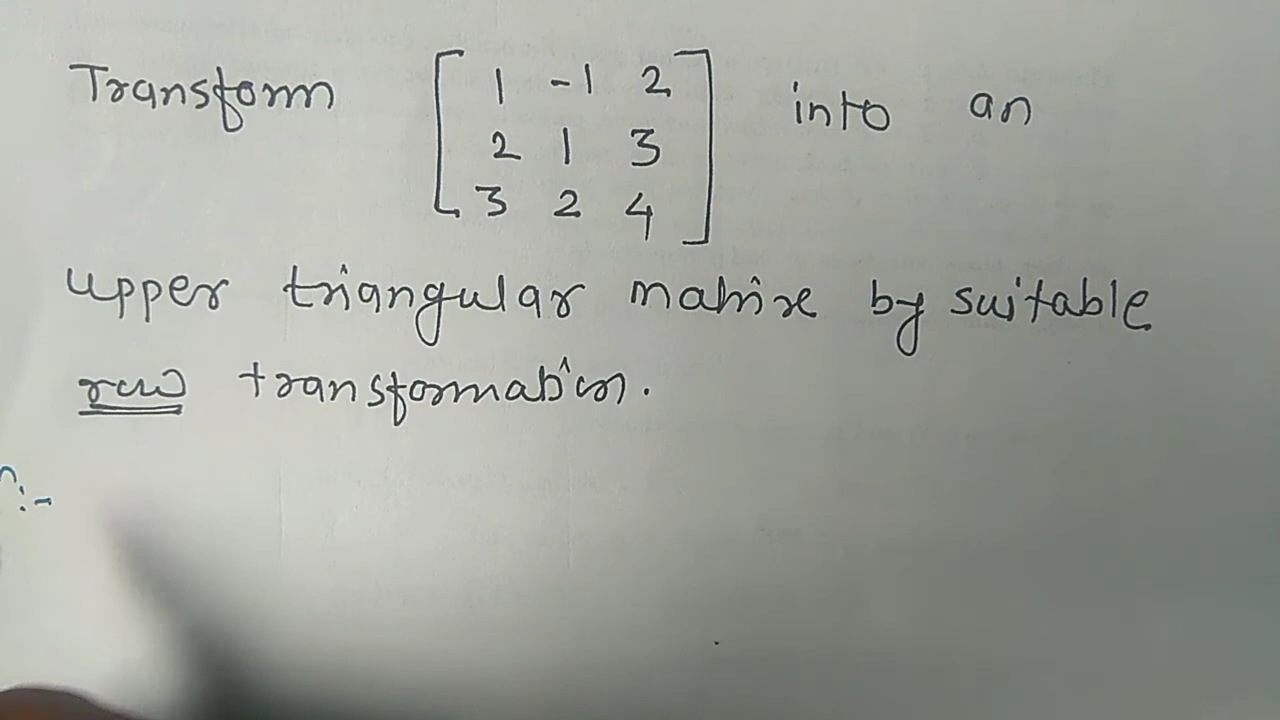 Transform [ 1 -1 2 ] into an
2 1 3
3 2 4
upper triangular matrix by suitable
row transformation.
:-